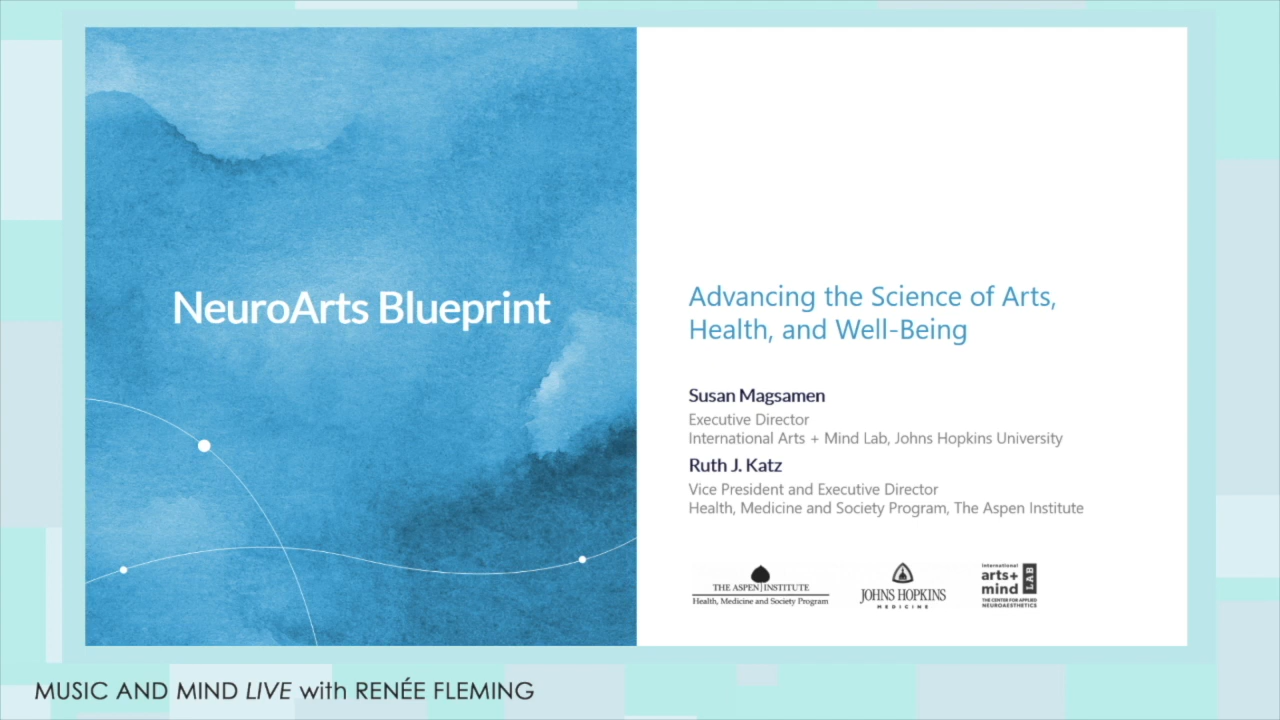 NeuroArts Blueprint
Advancing the Science of Arts,
Health, and Well-Being
Susan Magsamen
Executive Director
International Arts + Mind Lab, Johns Hopkins University
Ruth J. Katz
Vice President and Executive Director
Health, Medicine and Society Program, The Aspen Institute
THE ASPEN INSTITUTE
Health, Medicine and Society Program
JOHNS HOPKINS
MEDICINE
international
arts+
mind
LAB
THE CENTER FOR APPLIED
NEUROAESTHETICS
MUSIC AND MIND LIVE with RENÉE FLEMING